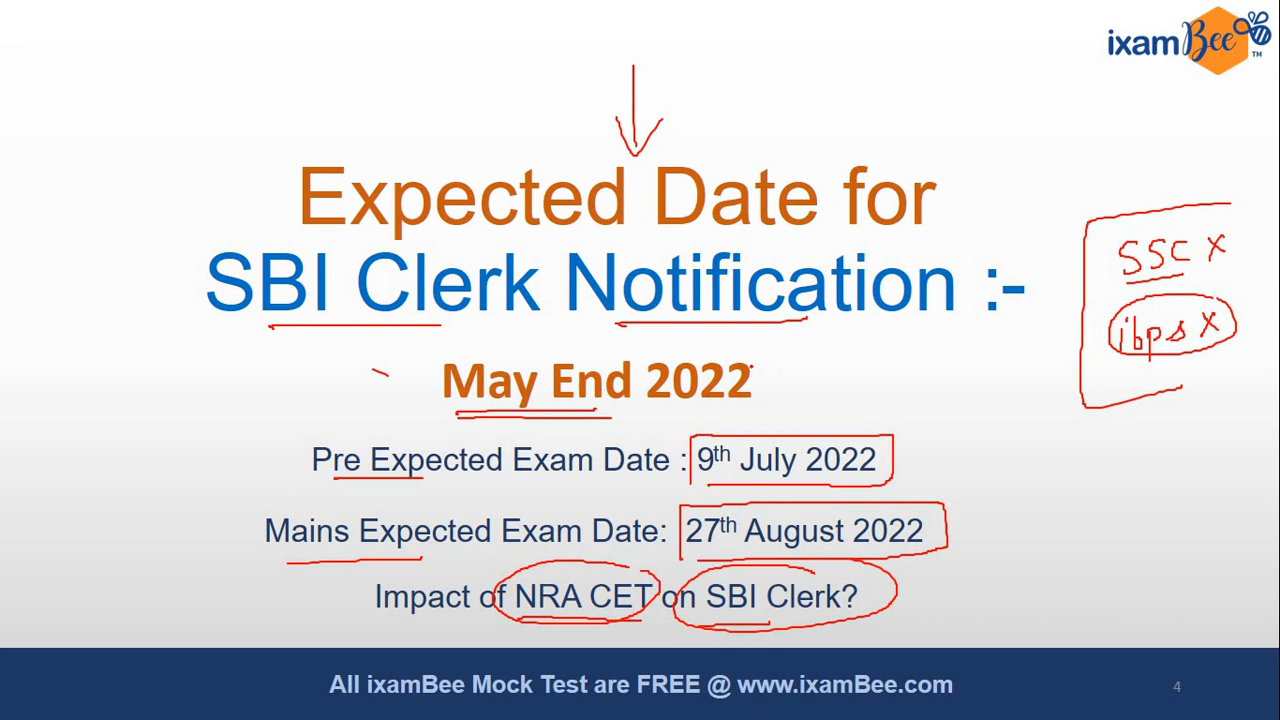 ixamBee TM
Expected Date for
SBI Clerk Notification :-
SSC x
ibps x
May End 2022
Pre Expected Exam Date : 9th July 2022
Mains Expected Exam Date: 27th August 2022
Impact of NRA CET on SBI Clerk?
All ixamBee Mock Test are FREE @ www.ixamBee.com
4